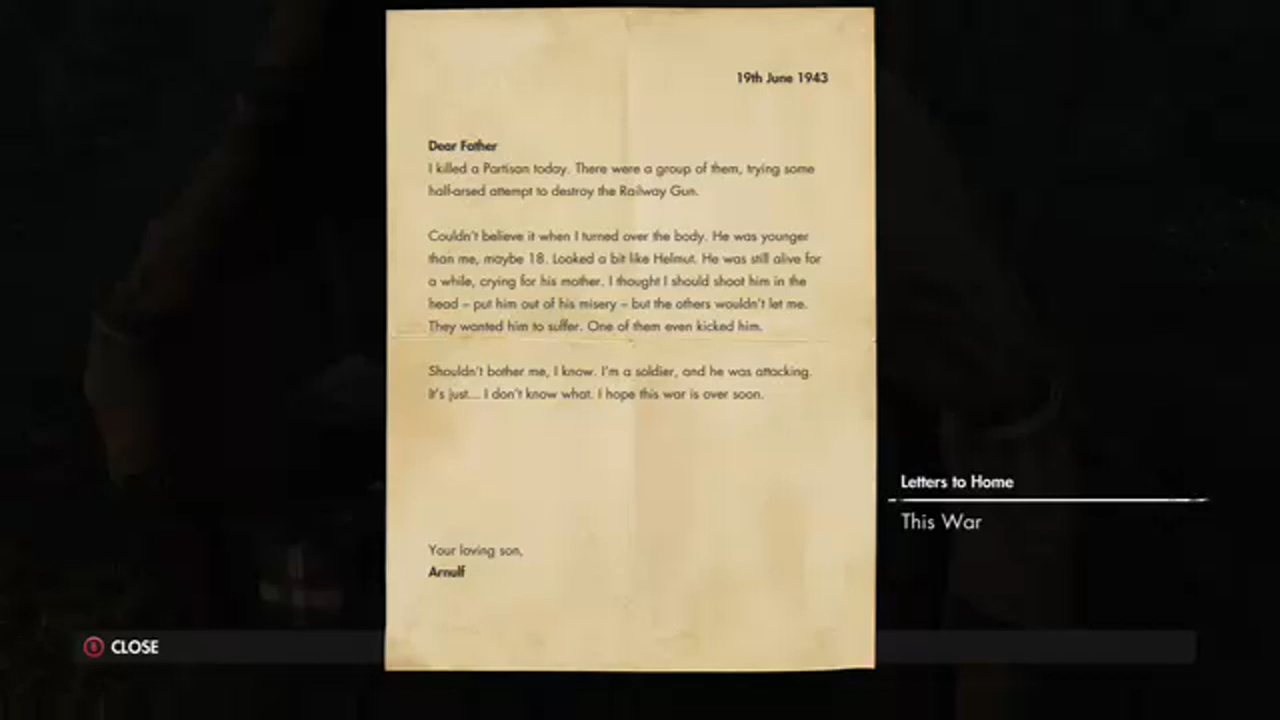 19th June 1943
Dear Father
I killed a Partisan today. There were a group of them, trying some
half-arsed attempt to destroy the Railway Gun.
Couldn't believe it when I turned over the body. He was younger
than me, maybe 18. Looked a bit like Helmut. He was still alive for
a while, crying for his mother. I thought I should shoot him in the
head – put him out of his misery – but the others wouldn't let me.
They wanted him to suffer. One of them even kicked him.
Shouldn't bother me, I know. I'm a soldier, and he was attacking.
It's just... I don't know what. I hope this war is over soon.
Your loving son,
Arnulf
Letters to Home
This War
B CLOSE